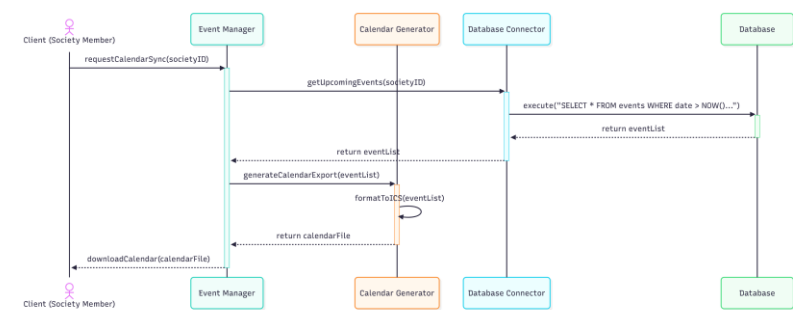 Client (Society Member)
Event Manager
Calendar Generator
Database Connector
Database
requestCalendarSync(societyID)
getUpcomingEvents(societyID)
execute("SELECT * FROM events WHERE date > NOW()...")
return eventList
return eventList
generateCalendarExport(eventList)
formatToICS(eventList)
return calendarFile
downloadCalendar(calendarFile)
Client (Society Member)
Event Manager
Calendar Generator
Database Connector
Database